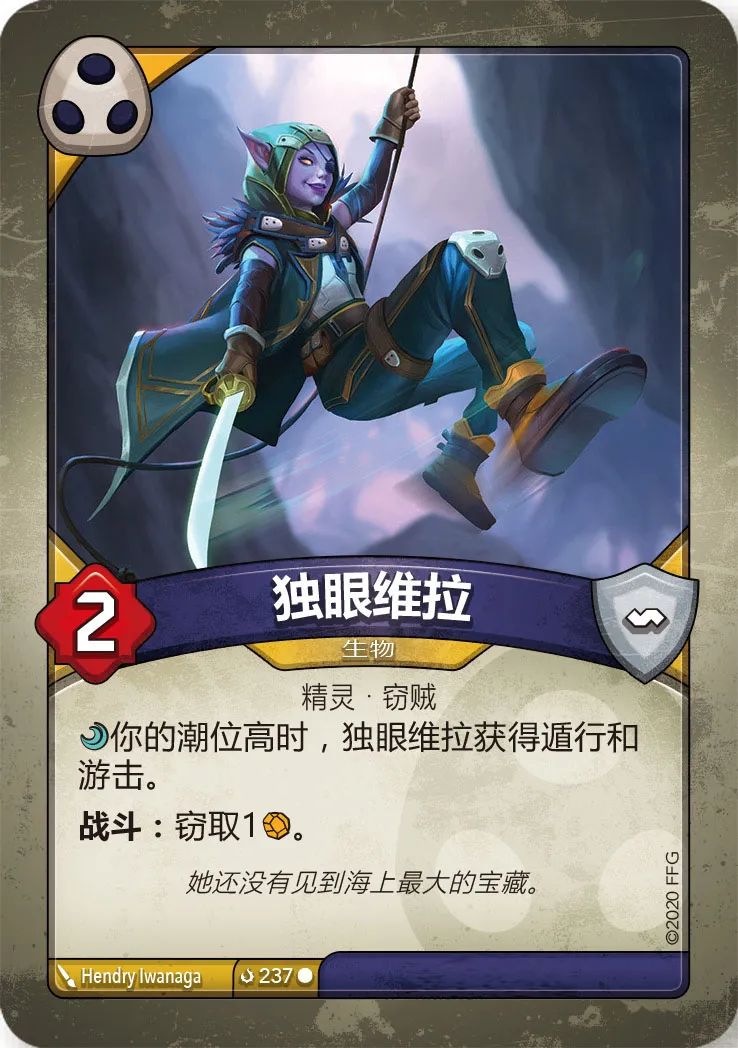 独眼维拉
2
生物
精灵·窃贼
你的潮位高时，独眼维拉获得遁行和
游击。
战斗：窃取1。
她还没有见到海上最大的宝藏。
©2020 FFG
Hendry Iwanaga
237